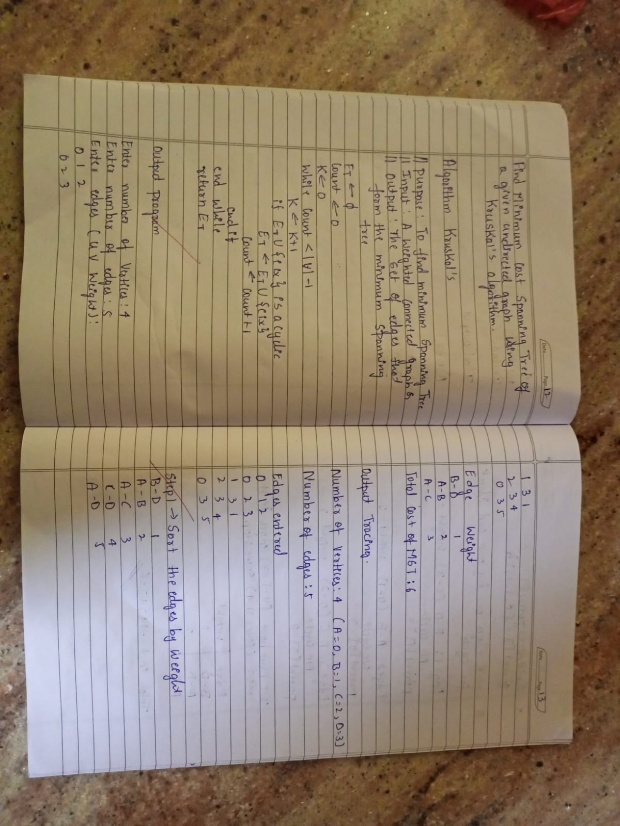 Pg no 12
Find Minimum Cost Spanning Tree of
a given undirected graph using
Kruskal's algorithm.
Algorithm Kruskal's
// Purpose: To find minimum Spanning Tree
// Input: A Weighted connected graph G
// Output: The set of edges that
form the minimum Spanning
tree
ET ← ϕ
Count ← 0
K ← 0
While Count < |V| - 1
K ← K+1
if ET ∪ {eik} is acyclic
ET ← ET ∪ {eik}
Count ← Count + 1
end if
end while
return ET
Output program
Enter number of Vertices: 4
Enter number of edges: 5
Enter edges (u v Weight):
0 1 2
0 2 3
Pg no 13
1 3 1
2 3 4
0 3 5
Edge Weight
B-D 1
A-B 2
A-C 3
Total Cost of MST: 6
Output Tracing.
Number of Vertices: 4 (A=0, B=1, C=2, D=3)
Number of edges: 5
Edges entered
0 1 2
0 2 3
1 3 1
2 3 4
0 3 5
Step 1 → Sort the edges by Weight
B-D 1
A-B 2
A-C 3
C-D 4
A-D 5